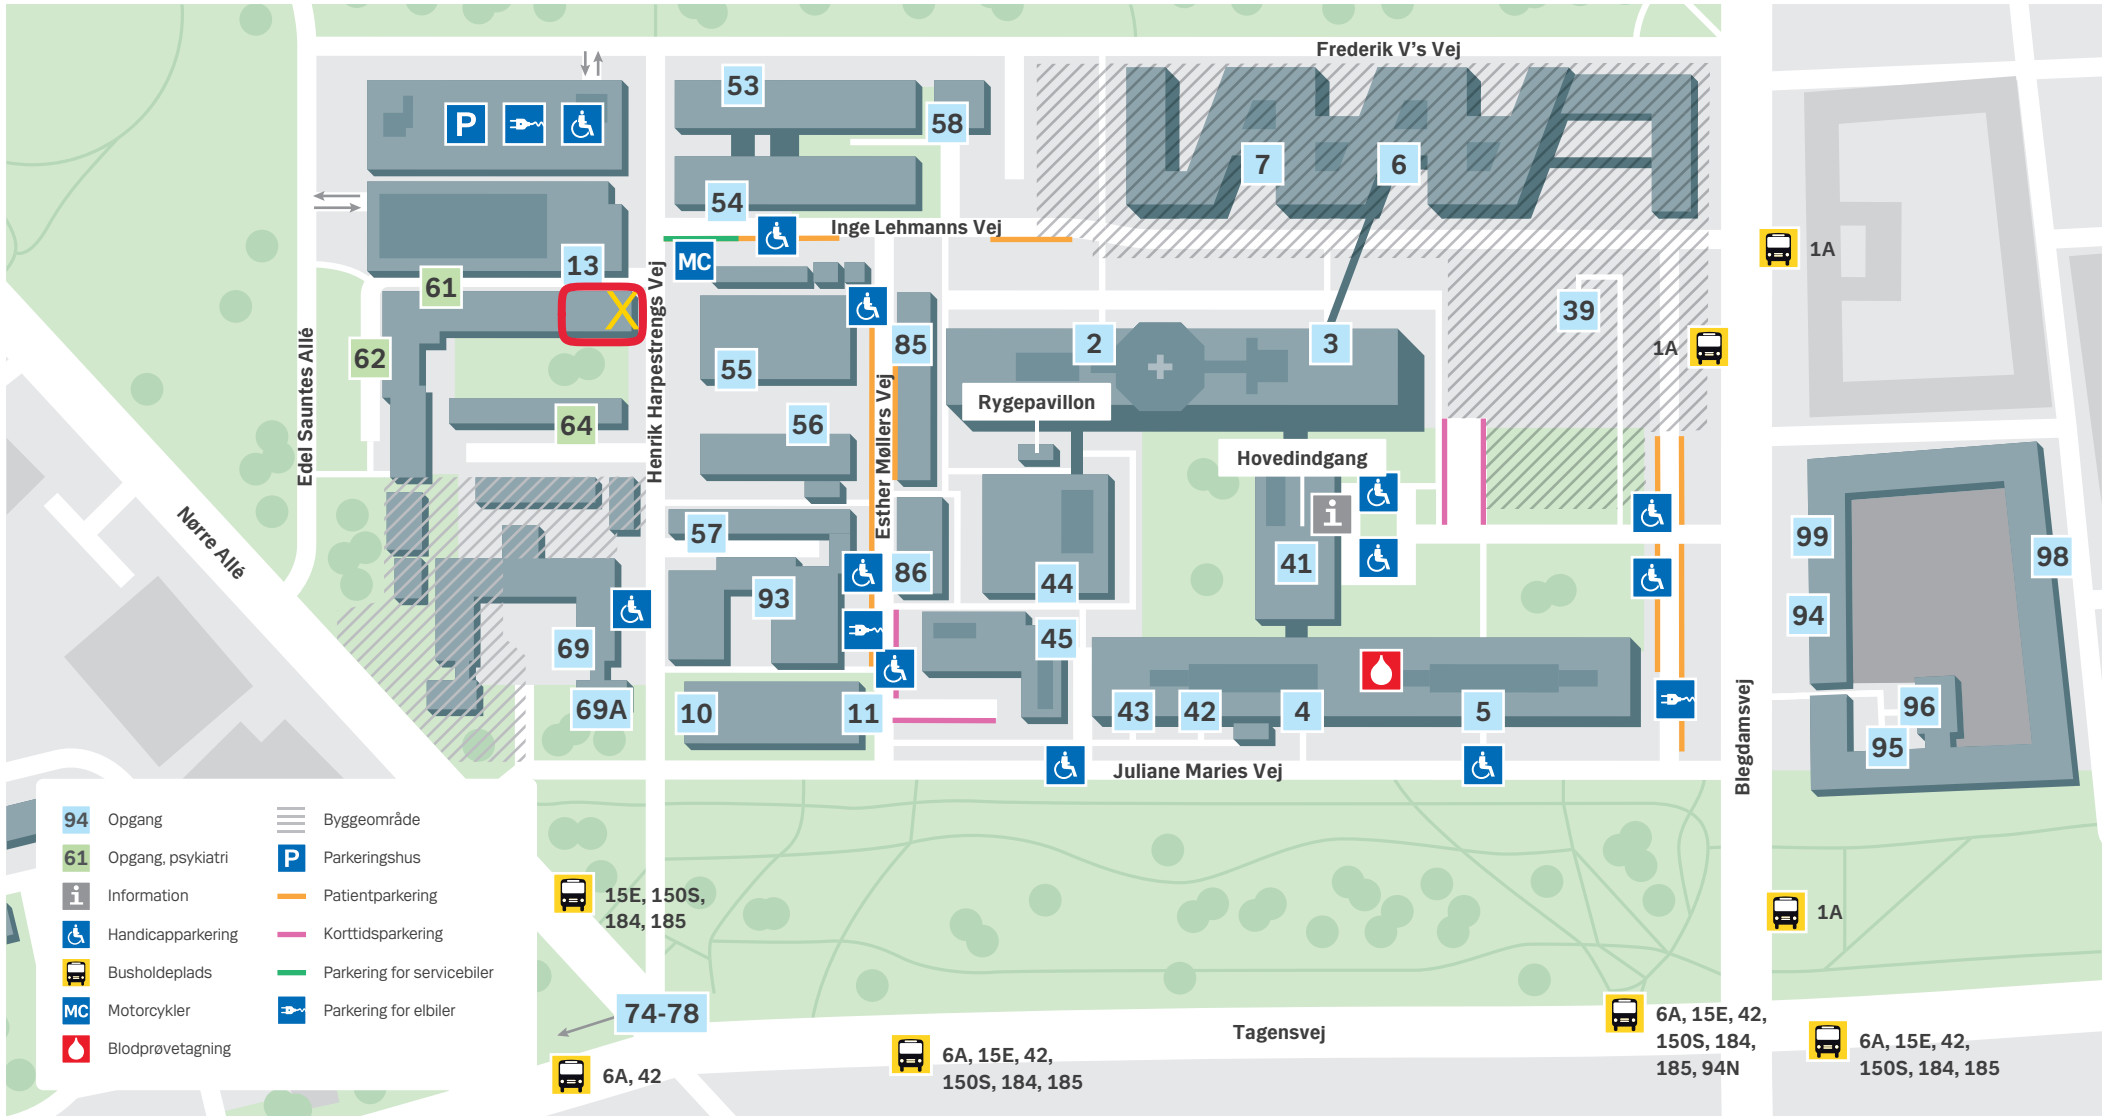 Frederik V's Vej
53
58
P
7
6
54
Inge Lehmanns Vej
1A
13
MC
61
39
62
85
2
3
1A
55
Rygepavillon
56
64
Edel Sauntes Allé
Henrik Harpestrengs Vej
Esther Møllers Vej
Hovedindgang
i
Nørre Allé
57
99
98
86
41
44
93
94
69
45
69A
10
11
43
42
4
5
96
95
Juliane Maries Vej
Blegdamsvej
94 Opgang
61 Opgang, psykiatri
i Information
Handicapparkering
Busholdeplads
MC Motorcykler
Blodprøvetagning
Byggeområde
P Parkeringshus
Patientparkering
Korttidsparkering
Parkering for servicebiler
Parkering for elbiler
15E, 150S,
184, 185
1A
74-78
Tagensvej
6A, 42
6A, 15E, 42,
150S, 184, 185
6A, 15E, 42,
150S, 184,
185, 94N
6A, 15E, 42,
150S, 184, 185